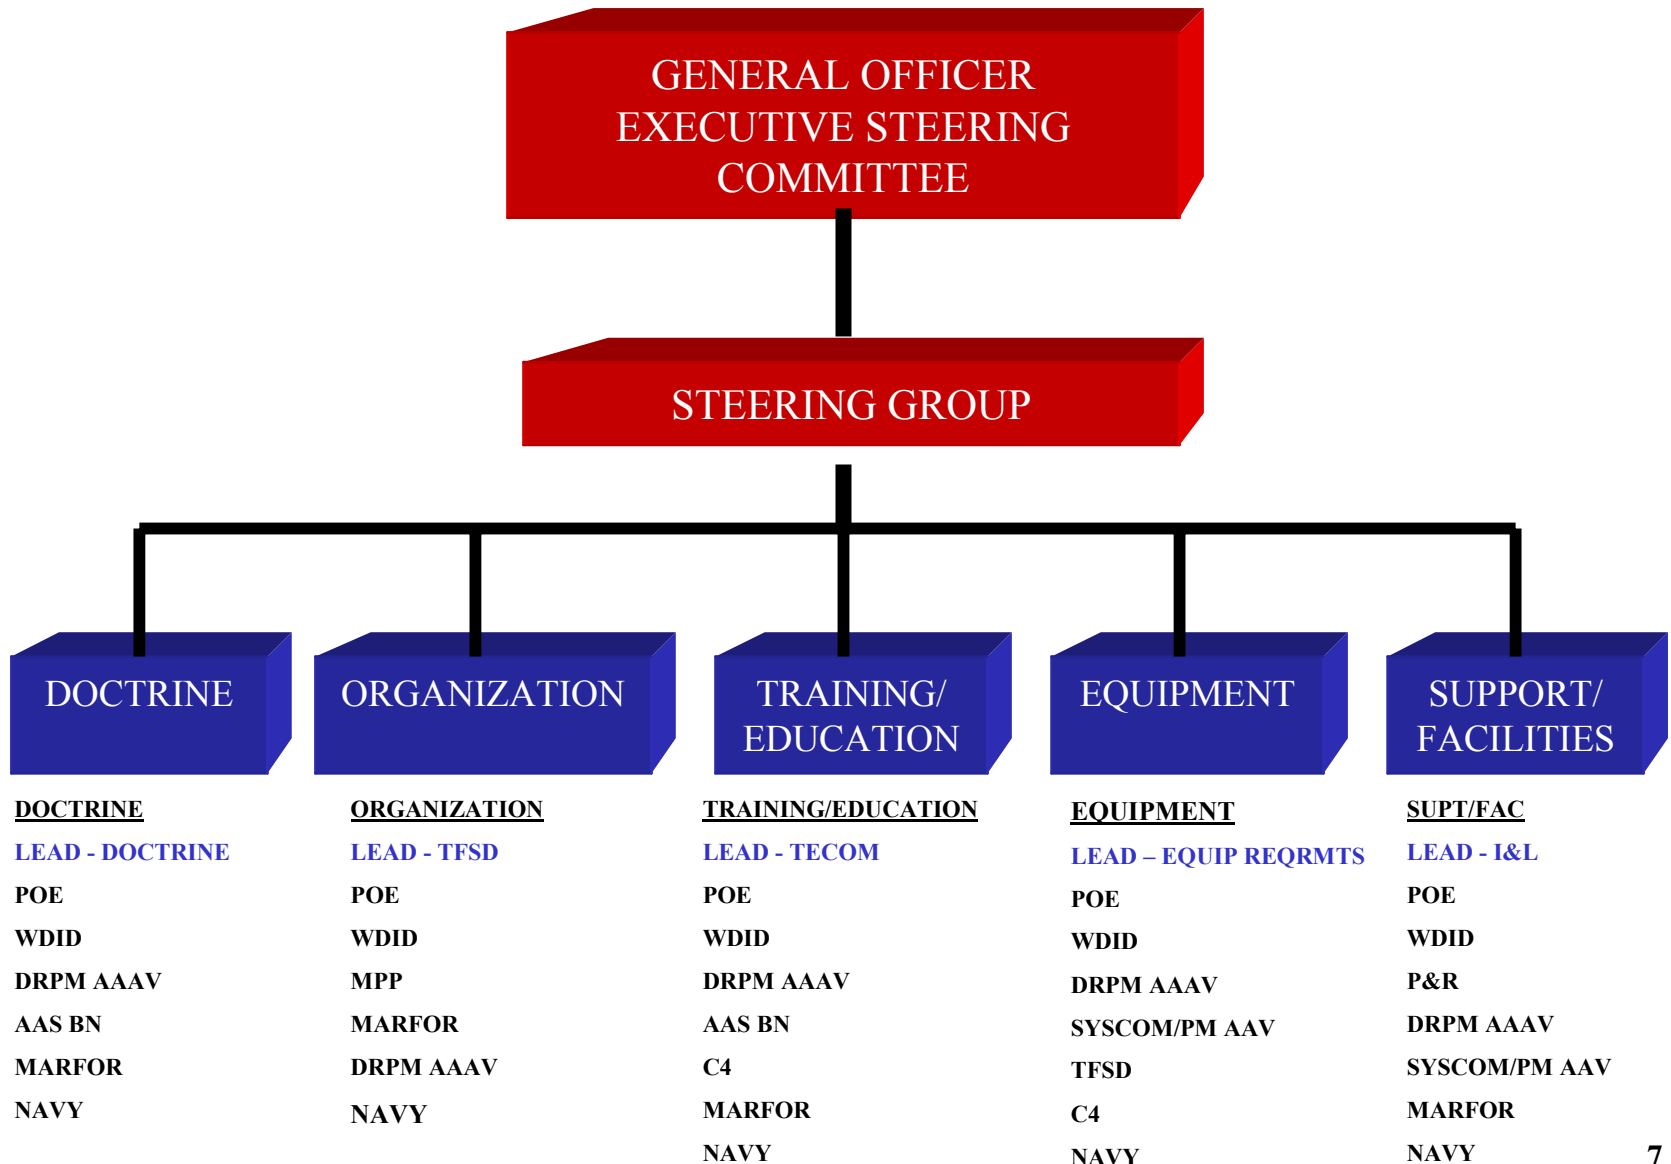 GENERAL OFFICER
EXECUTIVE STEERING
COMMITTEE
STEERING GROUP
DOCTRINE
ORGANIZATION
TRAINING/
EDUCATION
EQUIPMENT
SUPPORT/
FACILITIES
DOCTRINE
LEAD - DOCTRINE
POE
WDID
DRPM AAAV
AAS BN
MARFOR
NAVY
ORGANIZATION
LEAD - TFSD
POE
WDID
MPP
MARFOR
DRPM AAAV
NAVY
TRAINING/EDUCATION
LEAD - TECOM
POE
WDID
DRPM AAAV
AAS BN
C4
MARFOR
NAVY
EQUIPMENT
LEAD – EQUIP REQRMTS
POE
WDID
DRPM AAAV
SYSCOM/PM AAV
TFSD
C4
NAVY
SUPT/FAC
LEAD - I&L
POE
WDID
P&R
DRPM AAAV
SYSCOM/PM AAV
MARFOR
NAVY
7